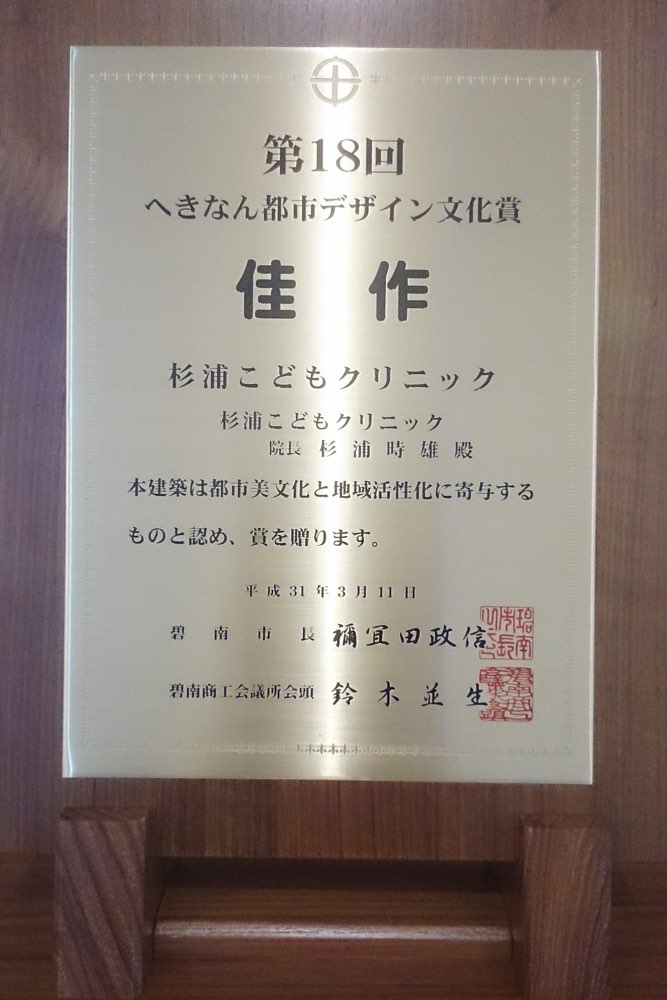 第18回
へきなん都市デザイン文化賞
佳 作
杉浦こどもクリニック
杉浦こどもクリニック
院長 杉 浦 時 雄 殿
本建築は都市美文化と地域活性化に寄与する
ものと認め、賞を贈ります。
平成31年3月11日
碧 南 市 長 禰冝田政信
碧南商工会議所会頭 鈴 木 並 生